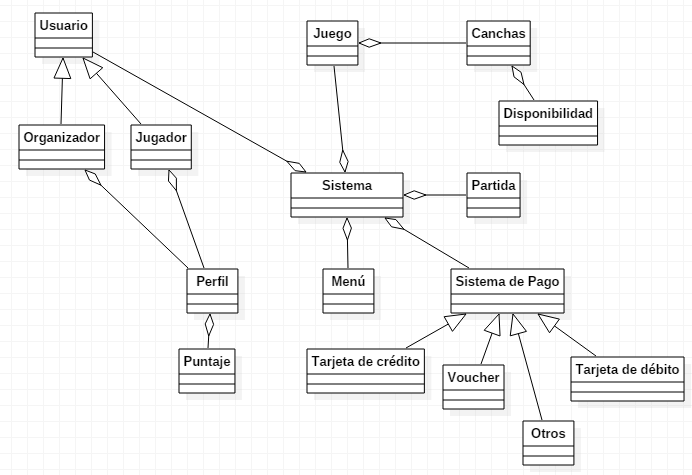 Usuario
Juego
Canchas
Disponibilidad
Organizador
Jugador
Sistema
Partida
Perfil
Menú
Sistema de Pago
Puntaje
Tarjeta de crédito
Voucher
Tarjeta de débito
Otros